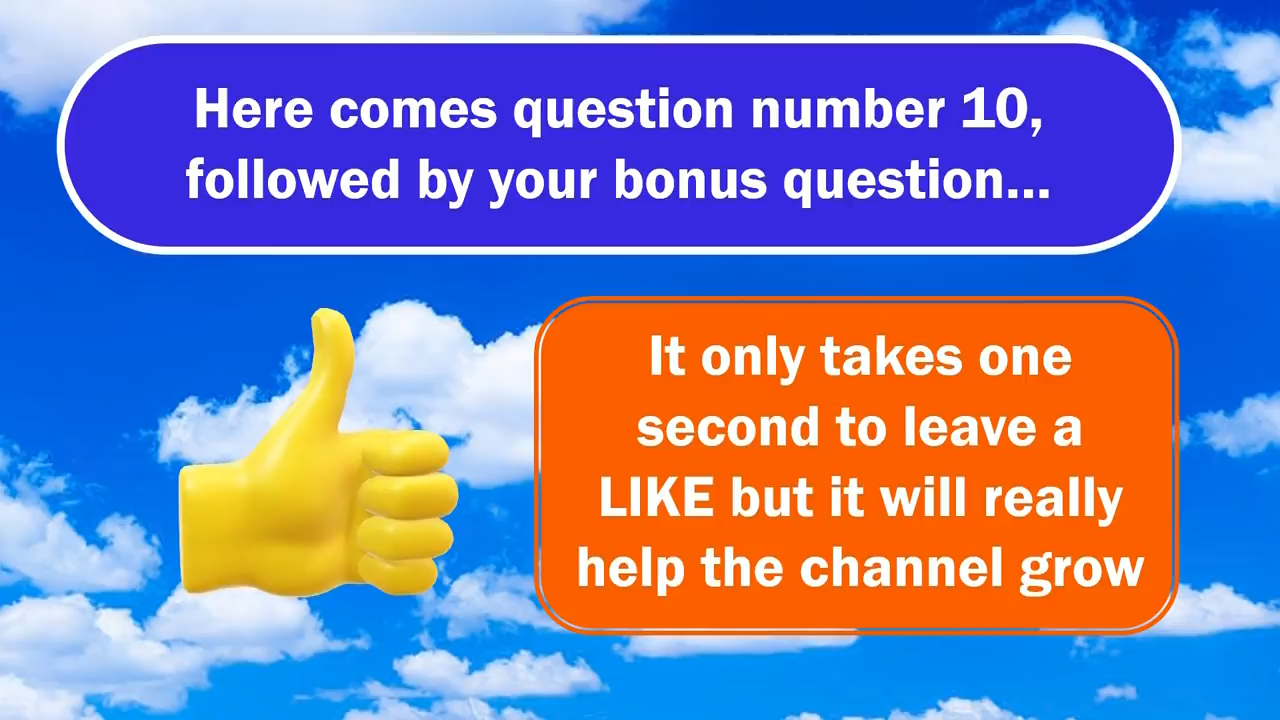 Here comes question number 10,
followed by your bonus question...
It only takes one
second to leave a
LIKE but it will really
help the channel grow